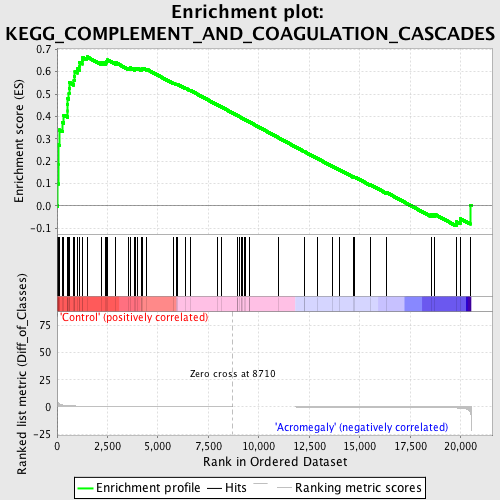 Enrichment plot:
KEGG_COMPLEMENT_AND_COAGULATION_CASCADES
Enrichment score (ES)
0.7
0.6
0.5
0.4
0.3
0.2
0.1
0.0
-0.1
'Control' (positively correlated)
Ranked list metric (Diff_of_Classes)
75
50
25
0
-25
Zero cross at 8710
'Acromegaly' (negatively correlated)
0 2,500 5,000 7,500 10,000 12,500 15,000 17,500 20,000
Rank in Ordered Dataset
Enrichment profile Hits Ranking metric scores